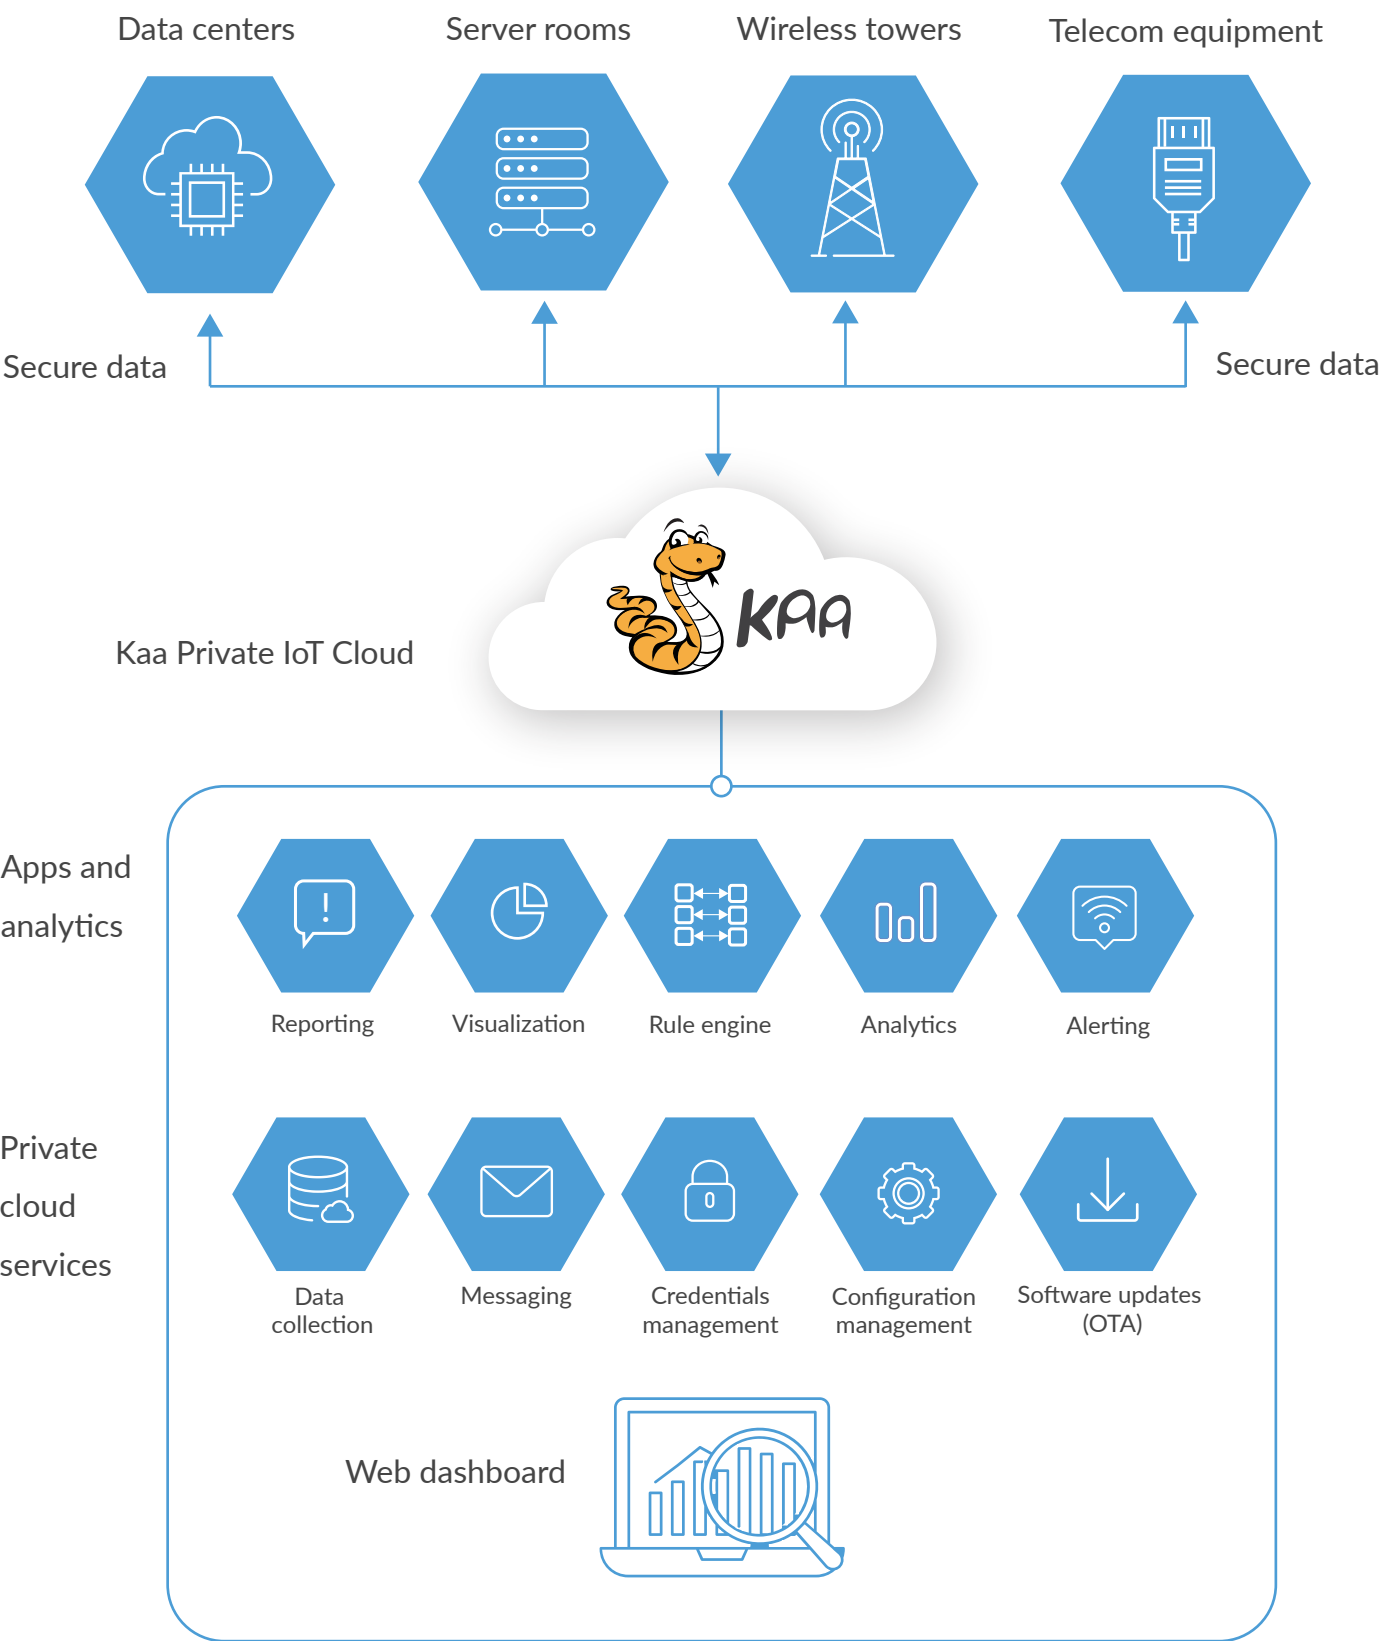 Data centers
Server rooms
Wireless towers
Telecom equipment
Secure data
Secure data
Kaa
Kaa Private IoT Cloud
Apps and
analytics
Reporting
Visualization
Rule engine
Analytics
Alerting
Private
cloud
services
Data
collection
Messaging
Credentials
management
Configuration
management
Software updates
(OTA)
Web dashboard